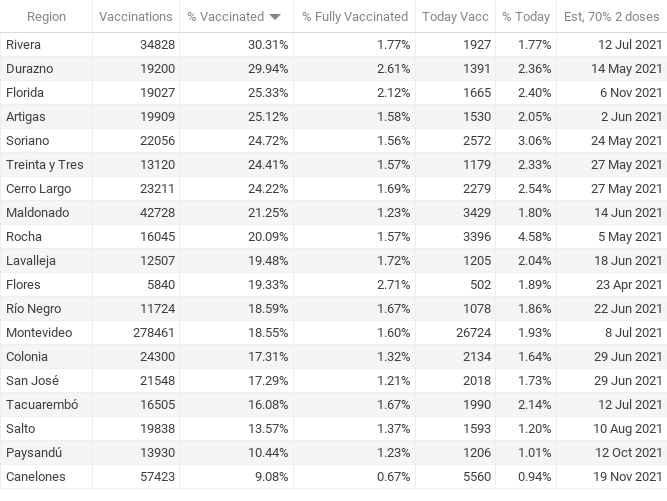 Region Vaccinations % Vaccinated % Fully Vaccinated Today Vacc % Today Est, 70% 2 doses
Rivera 34828 30.31% 1.77% 1927 1.77% 12 Jul 2021
Durazno 19200 29.94% 2.61% 1391 2.36% 14 May 2021
Florida 19027 25.33% 2.12% 1665 2.40% 6 Nov 2021
Artigas 19909 25.12% 1.58% 1530 2.05% 2 Jun 2021
Soriano 22056 24.72% 1.56% 2572 3.06% 24 May 2021
Treinta y Tres 13120 24.41% 1.57% 1179 2.33% 27 May 2021
Cerro Largo 23211 24.22% 1.69% 2279 2.54% 27 May 2021
Maldonado 42728 21.25% 1.23% 3429 1.80% 14 Jun 2021
Rocha 16045 20.09% 1.57% 3396 4.58% 5 May 2021
Lavalleja 12507 19.48% 1.72% 1205 2.04% 18 Jun 2021
Flores 5840 19.33% 2.71% 502 1.89% 23 Apr 2021
Río Negro 11724 18.59% 1.67% 1078 1.86% 22 Jun 2021
Montevideo 278461 18.55% 1.60% 26724 1.93% 8 Jul 2021
Colonia 24300 17.31% 1.32% 2134 1.64% 29 Jun 2021
San José 21548 17.29% 1.21% 2018 1.73% 29 Jun 2021
Tacuarembó 16505 16.08% 1.67% 1990 2.14% 12 Jul 2021
Salto 19838 13.57% 1.37% 1593 1.20% 10 Aug 2021
Paysandú 13930 10.44% 1.23% 1206 1.01% 12 Oct 2021
Canelones 57423 9.08% 0.67% 5560 0.94% 19 Nov 2021